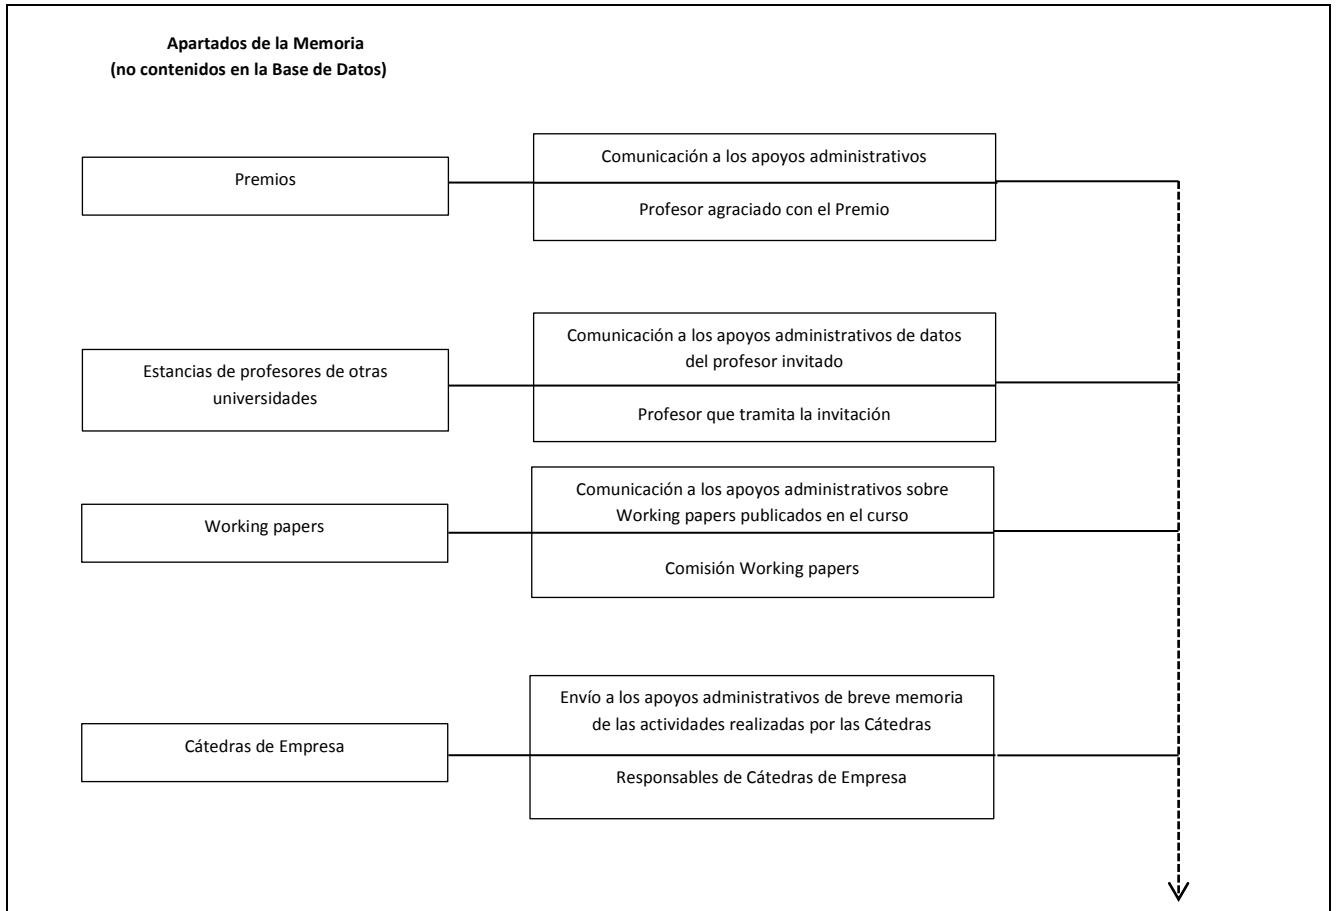 Apartados de la Memoria
(no contenidos en la Base de Datos)
Premios
Comunicación a los apoyos administrativos
Profesor agraciado con el Premio
Estancias de profesores de otras
universidades
Comunicación a los apoyos administrativos de datos
del profesor invitado
Profesor que tramita la invitación
Working papers
Comunicación a los apoyos administrativos sobre
Working papers publicados en el curso
Comisión Working papers
Cátedras de Empresa
Envío a los apoyos administrativos de breve memoria
de las actividades realizadas por las Cátedras
Responsables de Cátedras de Empresa